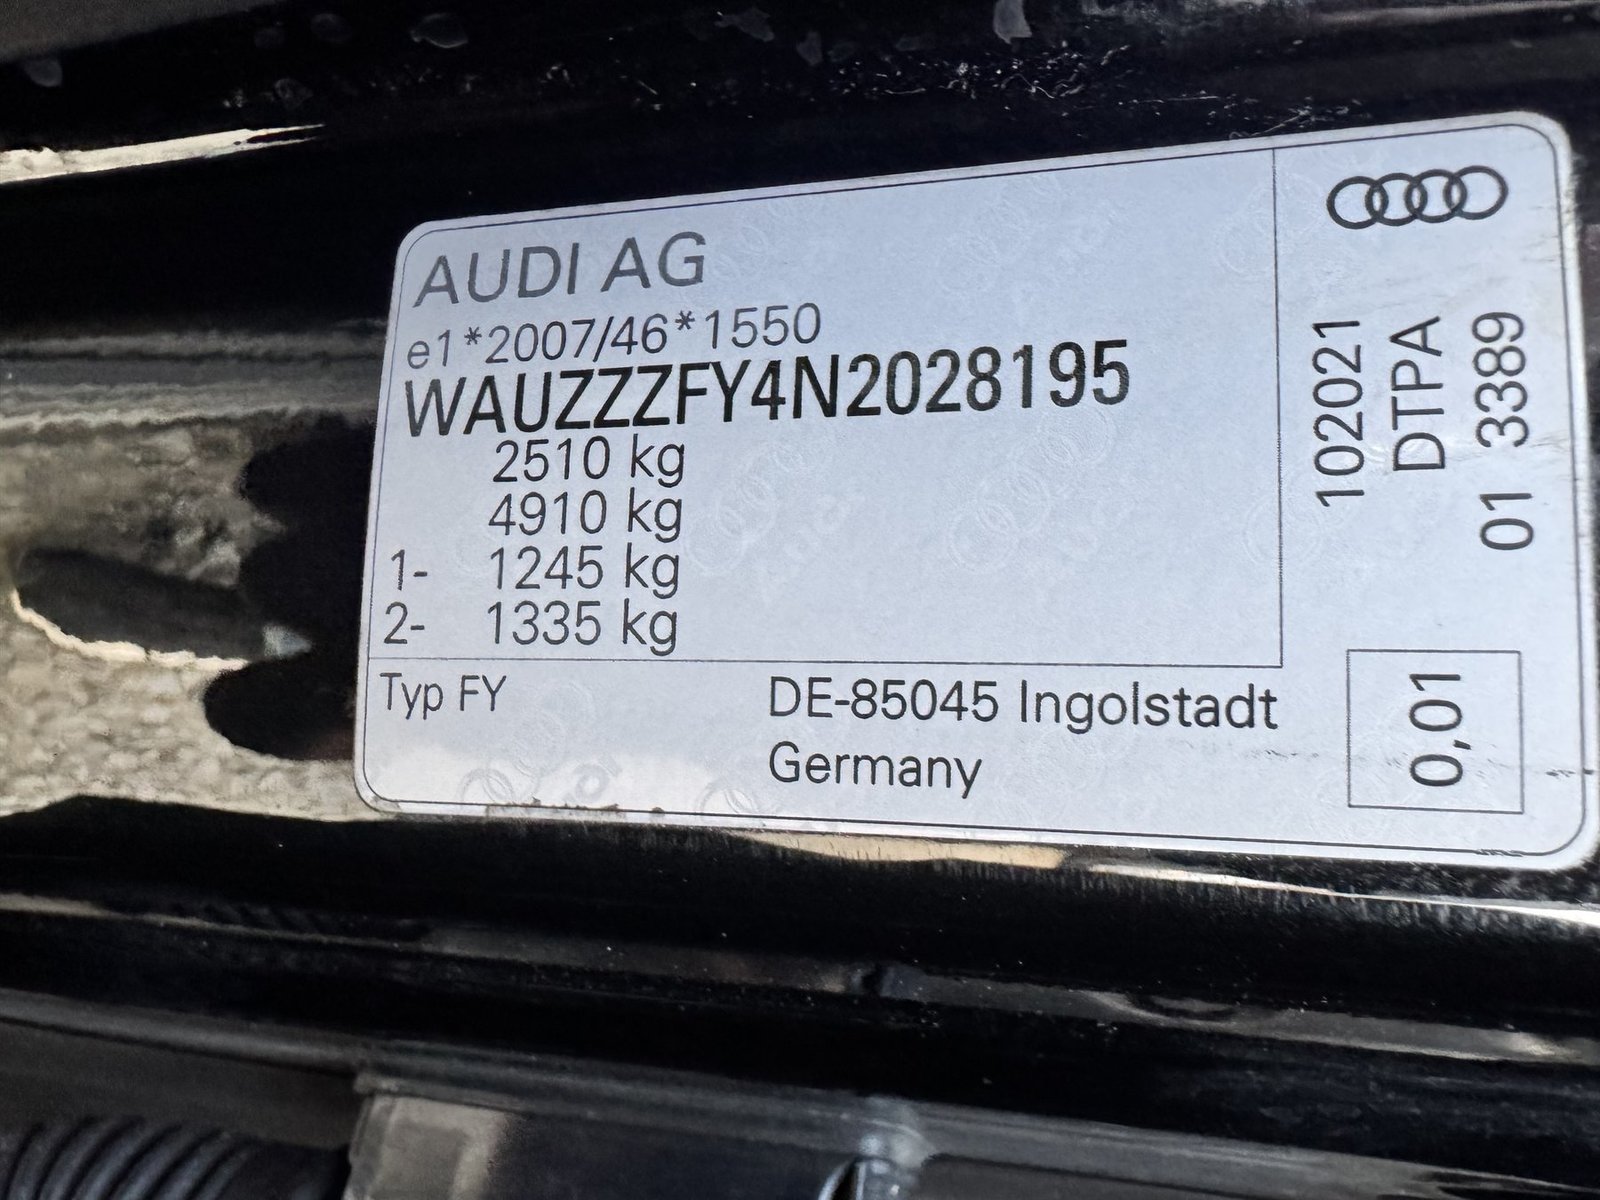 AUDI AG
e1*2007/46*1550
WAUZZZFY4N2028195
2510 kg
4910 kg
1- 1245 kg
2- 1335 kg
Typ FY
DE-85045 Ingolstadt
Germany
102021
DTPA
01 3389
0,01